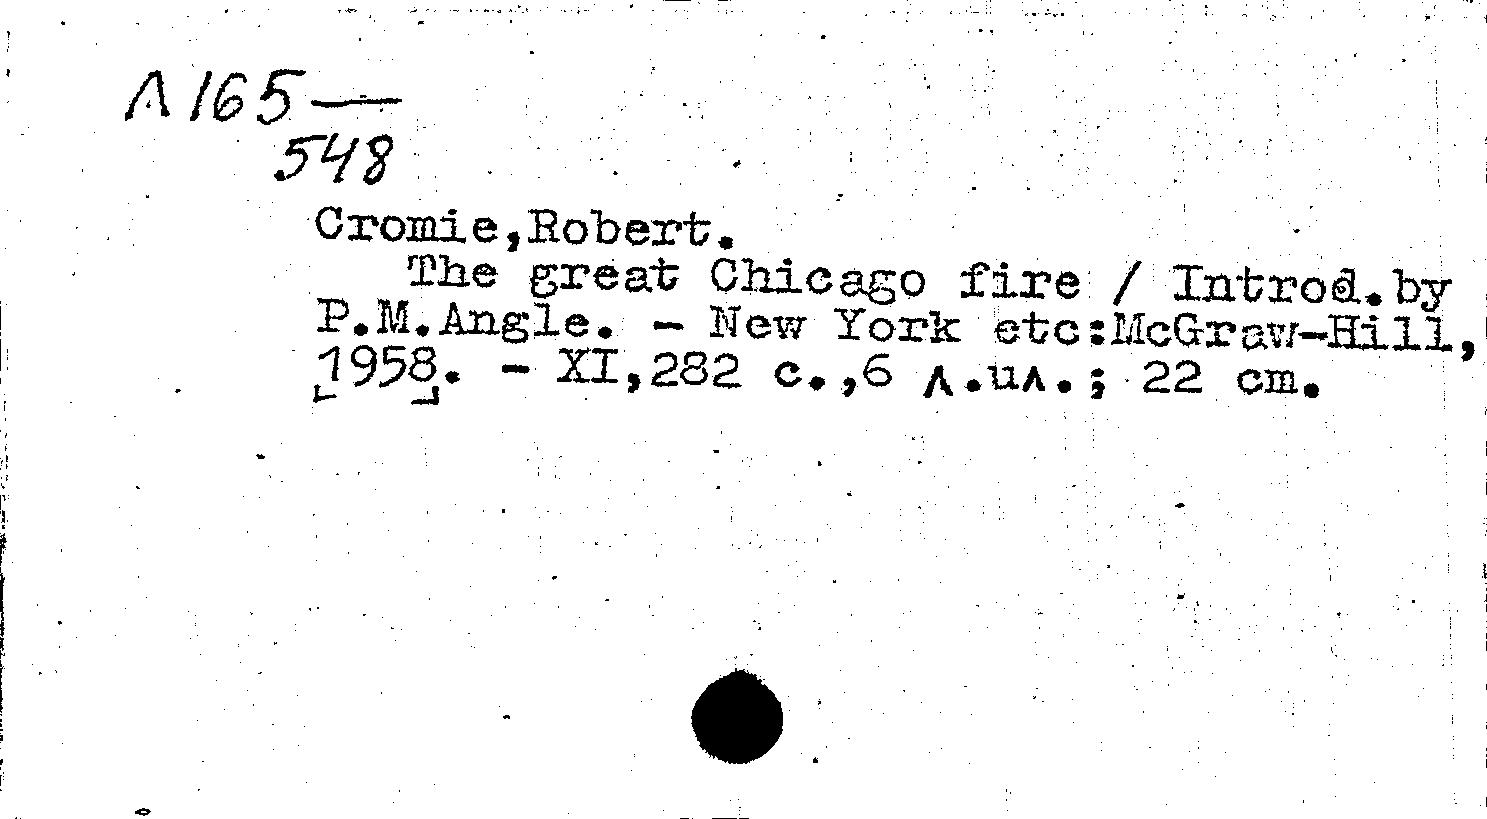 Л 165 —
548
Cromie,Robert.
The great Chicago fire / Introd.by
P.M.Angle. - New York etc:McGraw-Hill,
[1958]. - XI,282 c.,6 л.ил.; 22 cm.